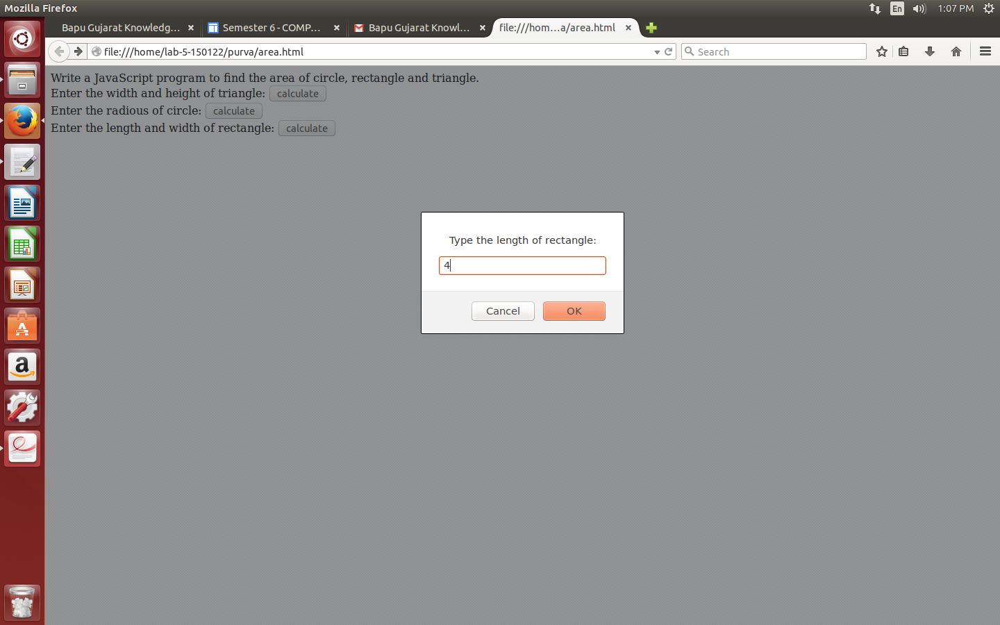 Mozilla Firefox
En
1:07 PM
Bapu Gujarat Knowledg...
Semester 6 - COMP...
Bapu Gujarat Knowl...
file:///hom...a/area.html
file:///home/lab-5-150122/purva/area.html
Search
Write a JavaScript program to find the area of circle, rectangle and triangle.
Enter the width and height of triangle: calculate
Enter the radious of circle: calculate
Enter the length and width of rectangle: calculate
Type the length of rectangle:
4
Cancel
OK
A
a